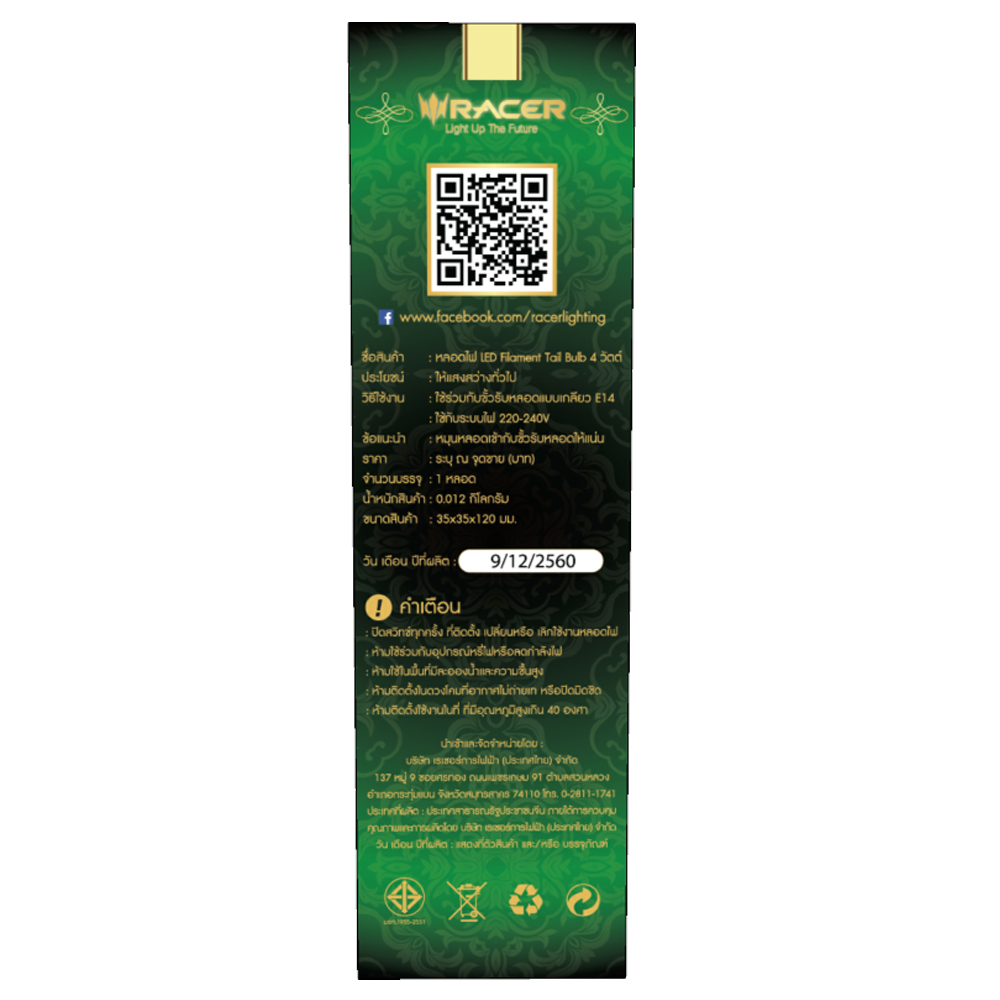 RACER
Light Up The Future
www.facebook.com/racerlighting
ชื่อสินค้า : หลอดไฟ LED Filament Tail Bulb 4 วัตต์
ประโยชน์ : ให้แสงสว่างทั่วไป
วิธีใช้งาน : ใช้ร่วมกับขั้วรับหลอดแบบเกลียว E14
: ใช้กับระบบไฟ 220-240V
ข้อแนะนำ : หมุนหลอดเข้ากับขั้วรับหลอดให้แน่น
ราคา : ระบุ ณ จุดขาย (บาท)
จำนวนบรรจุ : 1 หลอด
น้ำหนักสินค้า : 0.012 กิโลกรัม
ขนาดสินค้า : 35x35x120 มม.
วัน เดือน ปีที่ผลิต : 9/12/2560
! คำเตือน
: ปิดสวิทซ์ทุกครั้ง ที่ติดตั้ง เปลี่ยนหรือ เลิกใช้งานหลอดไฟ
: ห้ามใช้ร่วมกับอุปกรณ์หรี่ไฟหรือลดกำลังไฟ
: ห้ามใช้ในพื้นที่มีละอองน้ำและความชื้นสูง
: ห้ามติดตั้งในดวงโคมที่อากาศไม่ถ่ายเท หรือปิดมิดชิด
: ห้ามติดตั้งใช้งานในที่ ที่มีอุณหภูมิสูงเกิน 40 องศา
นำเข้าและจัดจำหน่ายโดย :
บริษัท เรเซอร์การไฟฟ้า (ประเทศไทย) จำกัด
137 หมู่ 9 ซอยศรทอง ถนนเพชรเกษม 91 ตำบลสวนหลวง
อำเภอกระทุ่มแบน จังหวัดสมุทรสาคร 74110 โทร. 0-2811-1741
ประเทศที่ผลิต : ประเทศสาธารณรัฐประชาชนจีน ภายใต้การควบคุม
คุณภาพและการผลิตโดย บริษัท เรเซอร์การไฟฟ้า (ประเทศไทย) จำกัด
วัน เดือน ปีที่ผลิต : แสดงที่ตัวสินค้า และ/หรือ บรรจุภัณฑ์
มอก.1955-2551